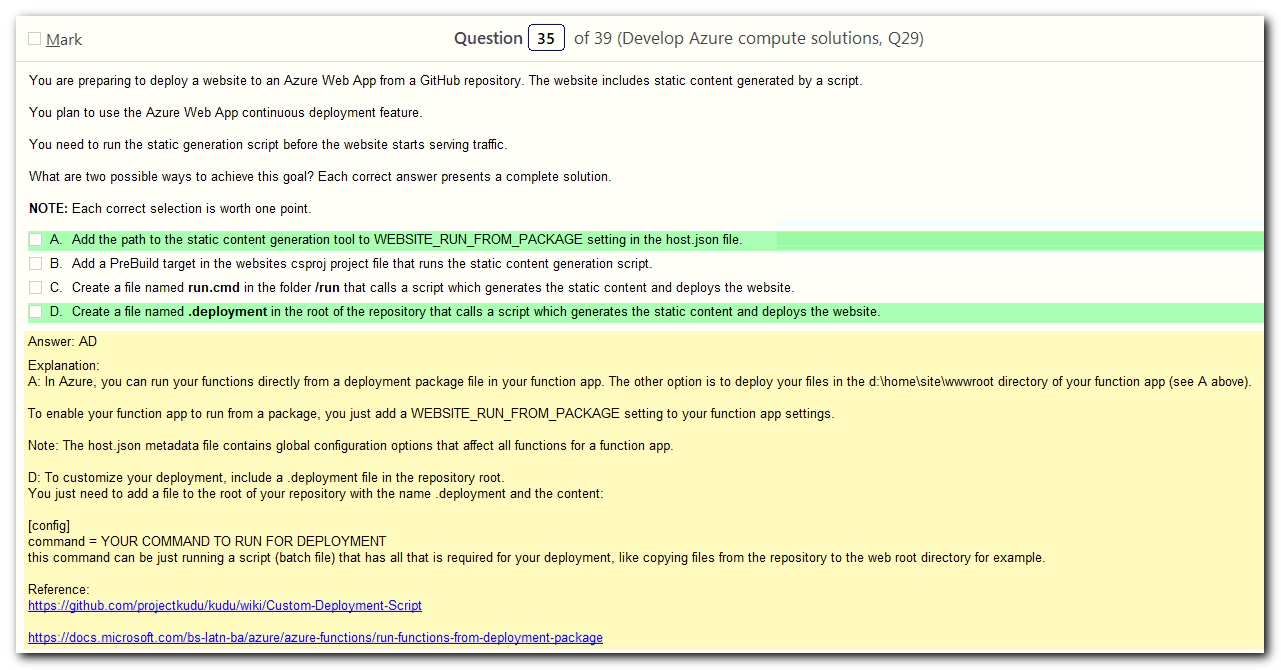 Mark Question 35 of 39 (Develop Azure compute solutions, Q29)
You are preparing to deploy a website to an Azure Web App from a GitHub repository. The website includes static content generated by a script.
You plan to use the Azure Web App continuous deployment feature.
You need to run the static generation script before the website starts serving traffic.
What are two possible ways to achieve this goal? Each correct answer presents a complete solution.
NOTE: Each correct selection is worth one point.
A. Add the path to the static content generation tool to WEBSITE_RUN_FROM_PACKAGE setting in the host.json file.
B. Add a PreBuild target in the websites csproj project file that runs the static content generation script.
C. Create a file named run.cmd in the folder /run that calls a script which generates the static content and deploys the website.
D. Create a file named .deployment in the root of the repository that calls a script which generates the static content and deploys the website.
Answer: AD
Explanation:
A: In Azure, you can run your functions directly from a deployment package file in your function app. The other option is to deploy your files in the d:\home\site\wwwroot directory of your function app (see A above).
To enable your function app to run from a package, you just add a WEBSITE_RUN_FROM_PACKAGE setting to your function app settings.
Note: The host.json metadata file contains global configuration options that affect all functions for a function app.
D: To customize your deployment, include a .deployment file in the repository root.
You just need to add a file to the root of your repository with the name .deployment and the content:
[config]
command = YOUR COMMAND TO RUN FOR DEPLOYMENT
this command can be just running a script (batch file) that has all that is required for your deployment, like copying files from the repository to the web root directory for example.
Reference:
https://github.com/projectkudu/kudu/wiki/Custom-Deployment-Script
https://docs.microsoft.com/bs-latn-ba/azure/azure-functions/run-functions-from-deployment-package